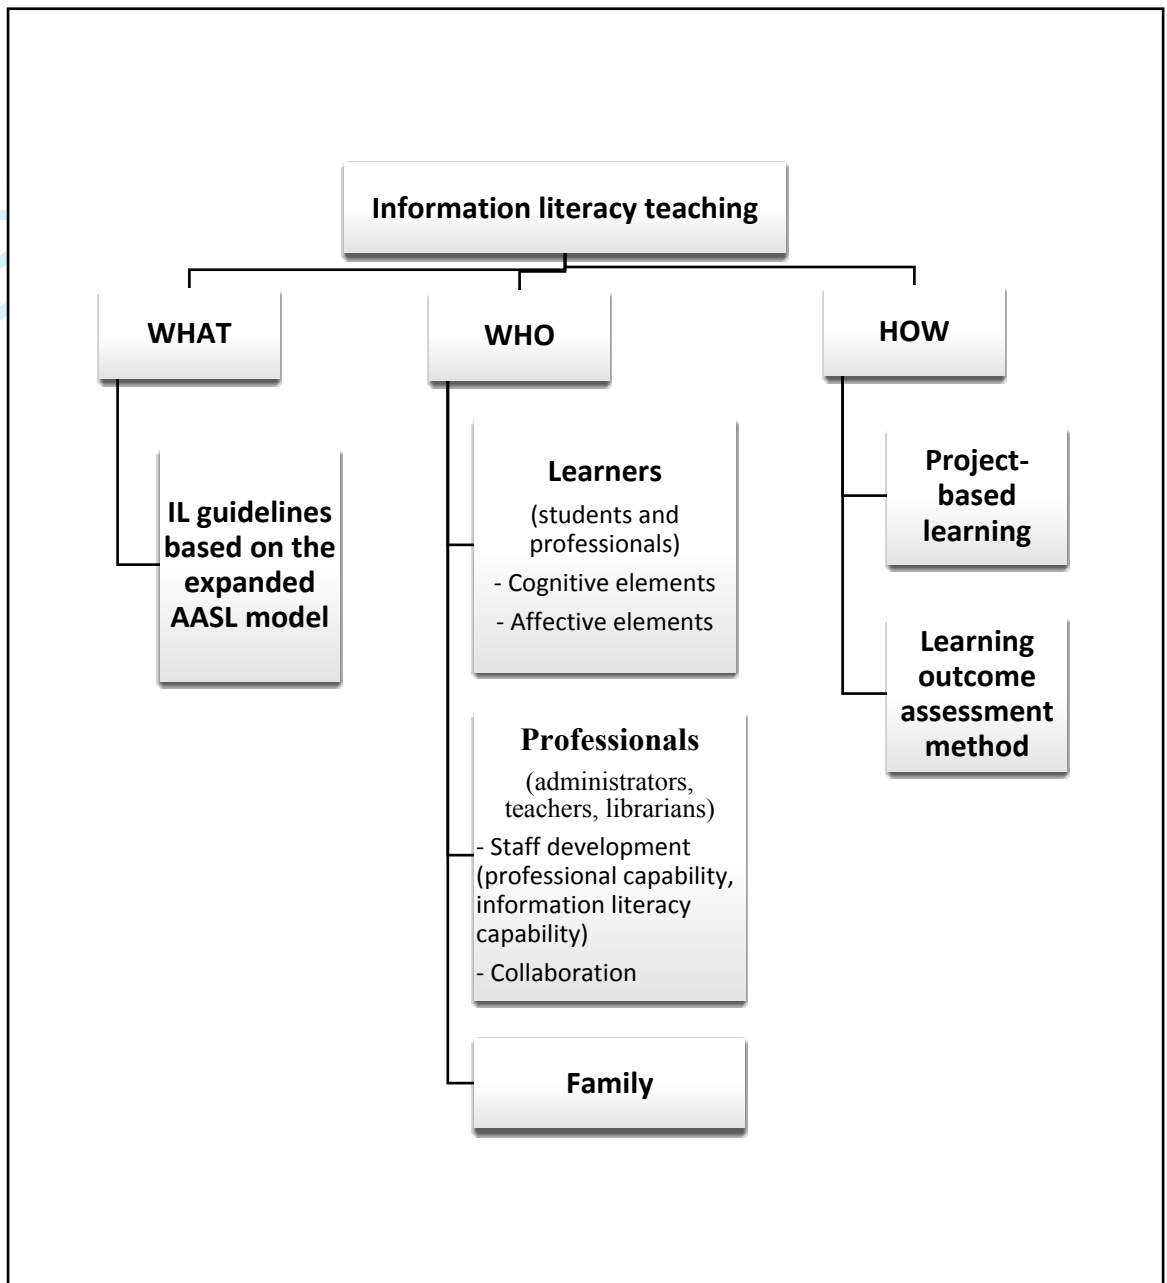 Information literacy teaching
WHAT
WHO
HOW
IL guidelines
based on the
expanded
AASL model
Learners
(students and
professionals)
- Cognitive elements
- Affective elements
Professionals
(administrators,
teachers, librarians)
- Staff development
(professional capability,
information literacy
capability)
- Collaboration
Family
Project-
based
learning
Learning
outcome
assessment
method